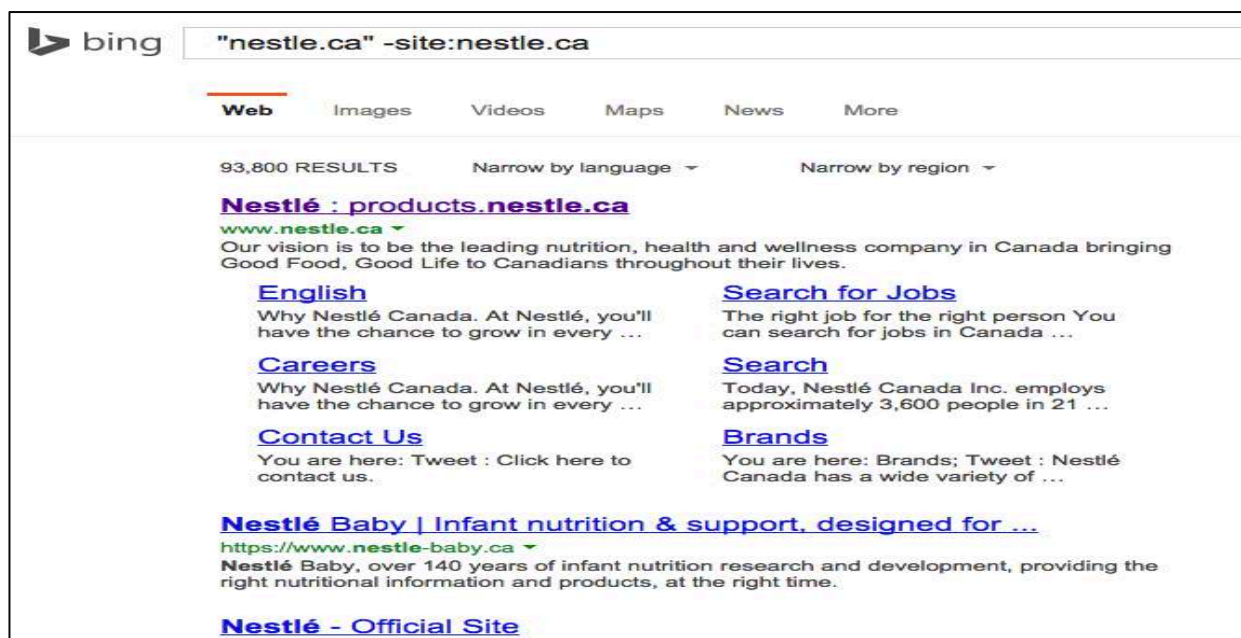 bing "nestle.ca" -site:nestle.ca
Web Images Videos Maps News More
93,800 RESULTS Narrow by language Narrow by region
Nestlé : products.nestle.ca
www.nestle.ca
Our vision is to be the leading nutrition, health and wellness company in Canada bringing
Good Food, Good Life to Canadians throughout their lives.
English
Why Nestlé Canada. At Nestlé, you'll
have the chance to grow in every ...
Search for Jobs
The right job for the right person You
can search for jobs in Canada ...
Careers
Why Nestlé Canada. At Nestlé, you'll
have the chance to grow in every ...
Search
Today, Nestlé Canada Inc. employs
approximately 3,600 people in 21 ...
Contact Us
You are here: Tweet : Click here to
contact us.
Brands
You are here: Brands; Tweet : Nestlé
Canada has a wide variety of ...
Nestlé Baby | Infant nutrition & support, designed for ...
https://www.nestle-baby.ca
Nestlé Baby, over 140 years of infant nutrition research and development, providing the
right nutritional information and products, at the right time.
Nestlé - Official Site